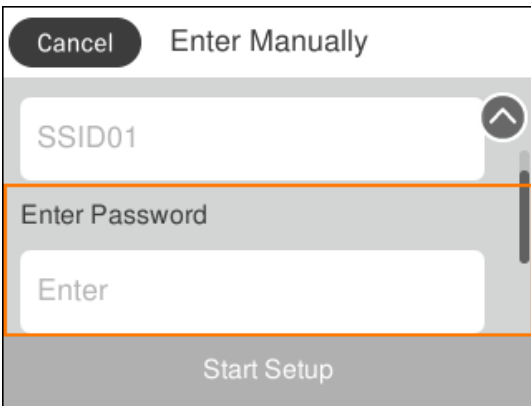 Cancel Enter Manually
SSID01
Enter Password
Enter
Start Setup